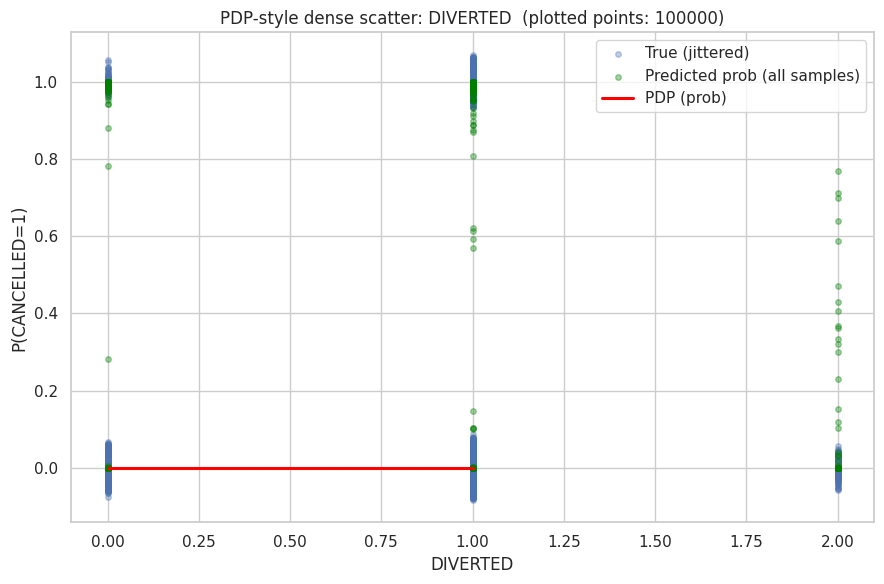 PDP-style dense scatter: DIVERTED  (plotted points: 100000)
True (jittered)
Predicted prob (all samples)
PDP (prob)
P(CANCELLED=1)
1.0
0.8
0.6
0.4
0.2
0.0
0.00 0.25 0.50 0.75 1.00 1.25 1.50 1.75 2.00
DIVERTED